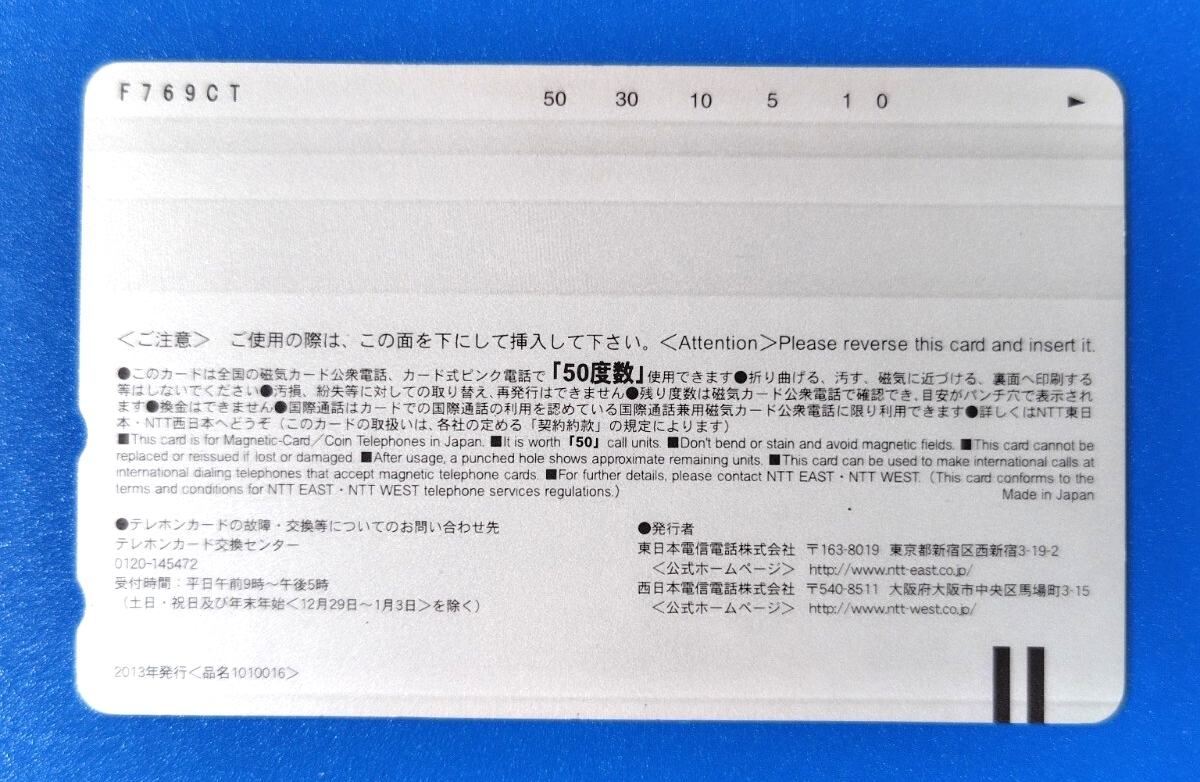 F769CT 50 30 10 5 1 0 ►
＜ご注意＞ ご使用の際は、この面を下にして挿入して下さい。＜Attention＞Please reverse this card and insert it.
●このカードは全国の磁気カード公衆電話、カード式ピンク電話で「50度数」使用できます●折り曲げる、汚す、磁気に近づける、裏面へ印刷する
等はしないでください●汚損、紛失等に対しての取り替え、再発行はできません●残り度数は磁気カード公衆電話で確認でき、目安がパンチ穴で表示され
ます●換金はできません●国際通話はカードでの国際通話の利用を認めている国際通話兼用磁気カード公衆電話に限り利用できます●詳しくはNTT東日
本・NTT西日本へどうぞ（このカードの取扱いは、各社の定める「契約約款」の規定によります）
■This card is for Magnetic-Card／Coin Telephones in Japan. ■It is worth「50」call units. ■Don't bend or stain and avoid magnetic fields. ■This card cannot be
replaced or reissued if lost or damaged. ■After usage, a punched hole shows approximate remaining units. ■This card can be used to make international calls at
international dialing telephones that accept magnetic telephone cards. ■For further details, please contact NTT EAST・NTT WEST.（This card conforms to the
terms and conditions for NTT EAST・NTT WEST telephone services regulations.） Made in Japan
●テレホンカードの故障・交換等についてのお問い合わせ先
テレホンカード交換センター
0120-145472
受付時間：平日午前9時～午後5時
（土日・祝日及び年末年始＜12月29日～1月3日＞を除く）
●発行者
東日本電信電話株式会社 〒163-8019 東京都新宿区西新宿3-19-2
＜公式ホームページ＞ http://www.ntt-east.co.jp/
西日本電信電話株式会社 〒540-8511 大阪府大阪市中央区馬場町3-15
＜公式ホームページ＞ http://www.ntt-west.co.jp/
2013年発行＜品名1010016＞